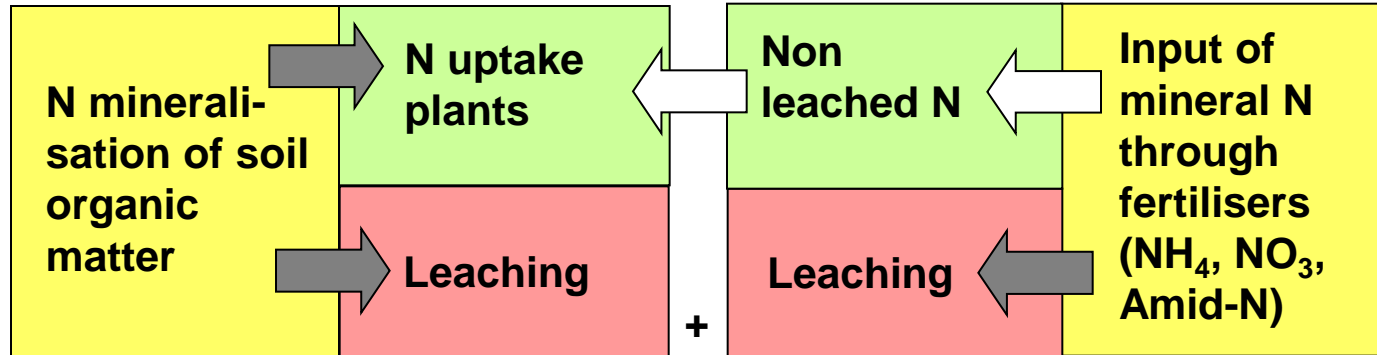 N minerali-
sation of soil
organic
matter
N uptake
plants
Leaching
+
Non
leached N
Leaching
Input of
mineral N
through
fertilisers
(NH₄, NO₃,
Amid-N)